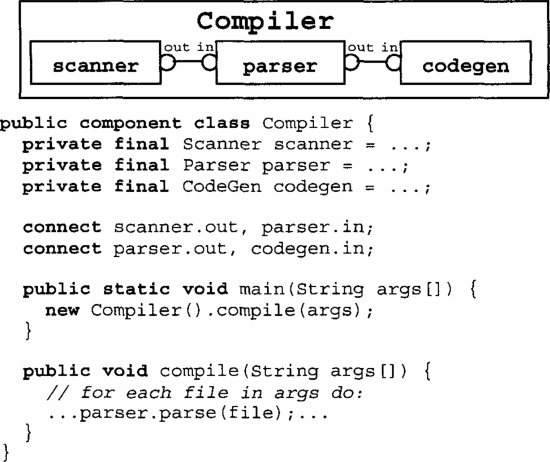 Compiler
out in out in
scanner parser codegen
public component class Compiler {
private final Scanner scanner = ...;
private final Parser parser = ...;
private final CodeGen codegen = ...;
connect scanner.out, parser.in;
connect parser.out, codegen.in;
public static void main(String args[]) {
new Compiler().compile(args);
}
public void compile(String args[]) {
// for each file in args do:
...parser.parse(file);...
}
}